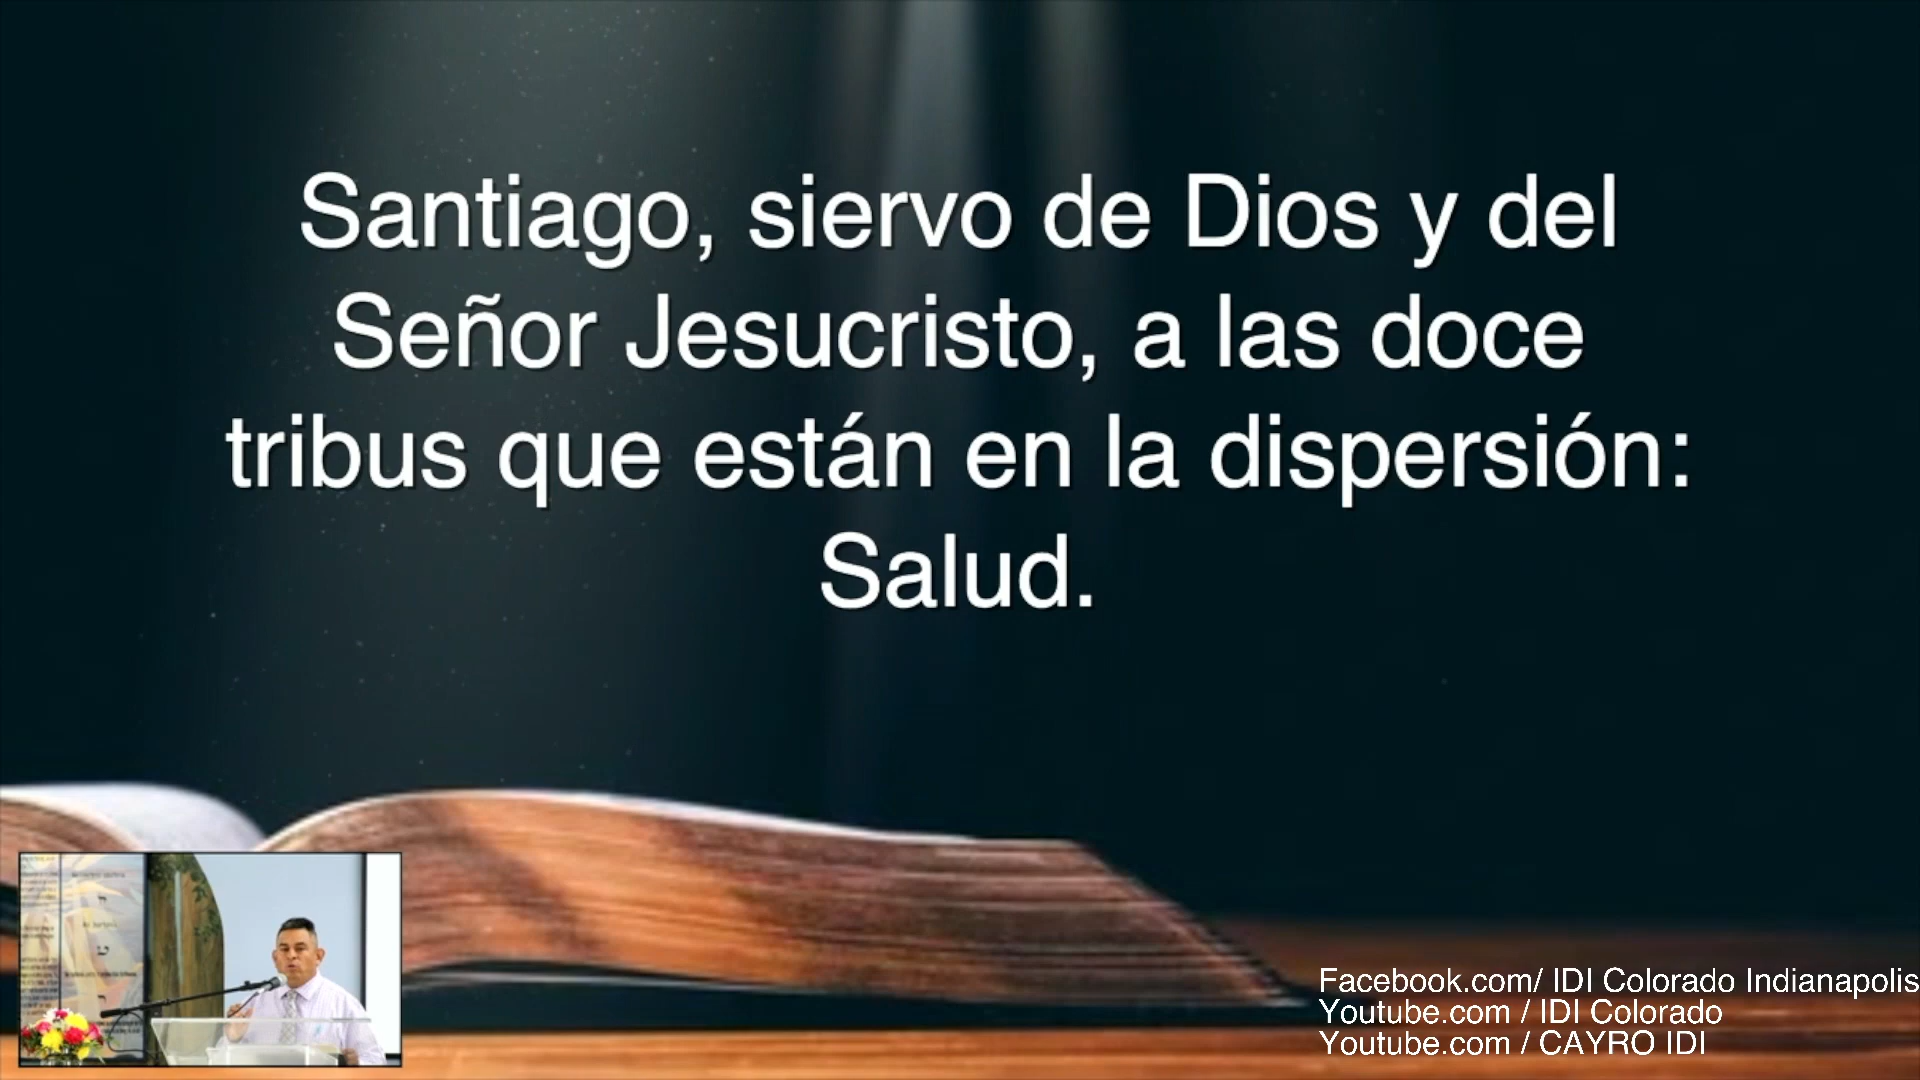 Santiago, siervo de Dios y del
Señor Jesucristo, a las doce
tribus que están en la dispersión:
Salud.
Facebook.com/ IDI Colorado Indianapolis
Youtube.com / IDI Colorado
Youtube.com / CAYRO IDI